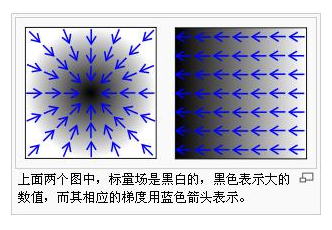 上面两个图中，标量场是黑白的，黑色表示大的
数值，而其相应的梯度用蓝色箭头表示。